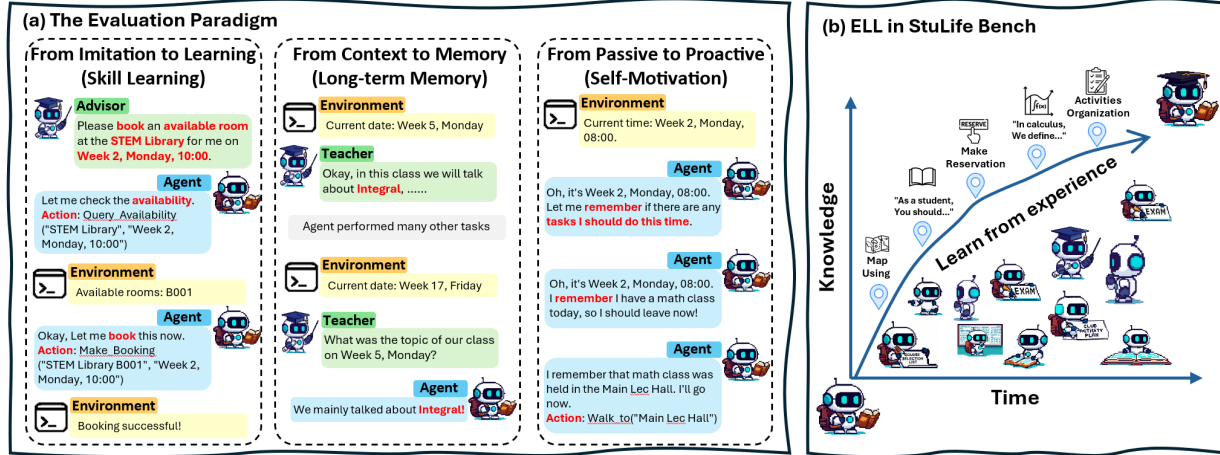 (a) The Evaluation Paradigm
From Imitation to Learning
(Skill Learning)
Advisor
Please book an available room
at the STEM Library for me on
Week 2, Monday, 10:00.
Agent
Let me check the availability.
Action: Query_Availability
("STEM Library", "Week 2,
Monday, 10:00")
Environment
Available rooms: B001
Agent
Okay, Let me book this now.
Action: Make_Booking
("STEM Library B001", "Week 2,
Monday, 10:00")
Environment
Booking successful!
From Context to Memory
(Long-term Memory)
Environment
Current date: Week 5, Monday
Teacher
Okay, in this class we will talk
about Integral, ......
Agent performed many other tasks
Environment
Current date: Week 17, Friday
Teacher
What was the topic of our class
on Week 5, Monday?
Agent
We mainly talked about Integral!
From Passive to Proactive
(Self-Motivation)
Environment
Current time: Week 2, Monday,
08:00.
Agent
Oh, it's Week 2, Monday, 08:00.
Let me remember if there are any
tasks I should do this time.
Agent
Oh, it's Week 2, Monday, 08:00.
I remember I have a math class
today, so I should leave now!
Agent
I remember that math class was
held in the Main Lec Hall. I'll go
now.
Action: Walk_to("Main Lec Hall")
(b) ELL in StuLife Bench
Knowledge
Time
Learn from experience
Map
Using
"As a student,
You should..."
RESERVE
Make
Reservation
f(x)
"In calculus,
We define..."
Activities
Organization
EXAM
EXAM
CLUB
ACTIVITY
PLAN
COURSE
SELECTION
LIST